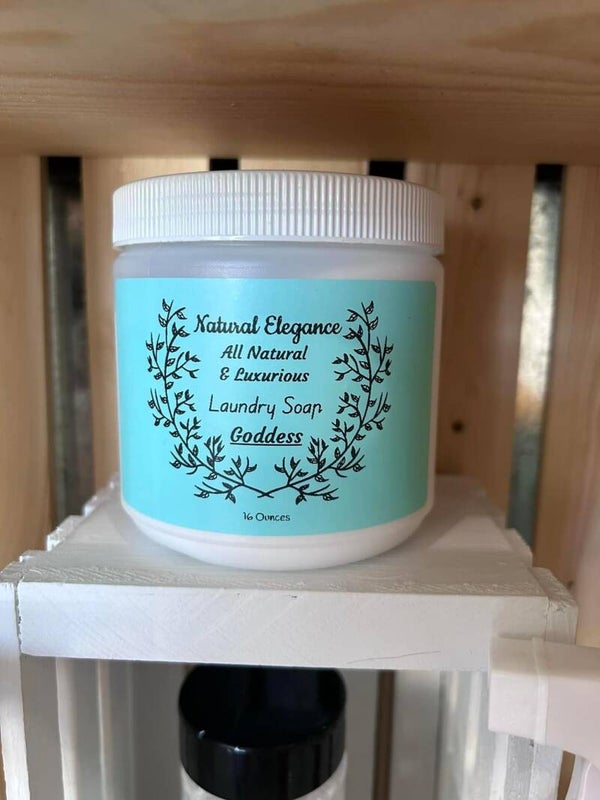 Natural Elegance
All Natural
& Luxurious
Laundry Soap
Goddess
16 Ounces